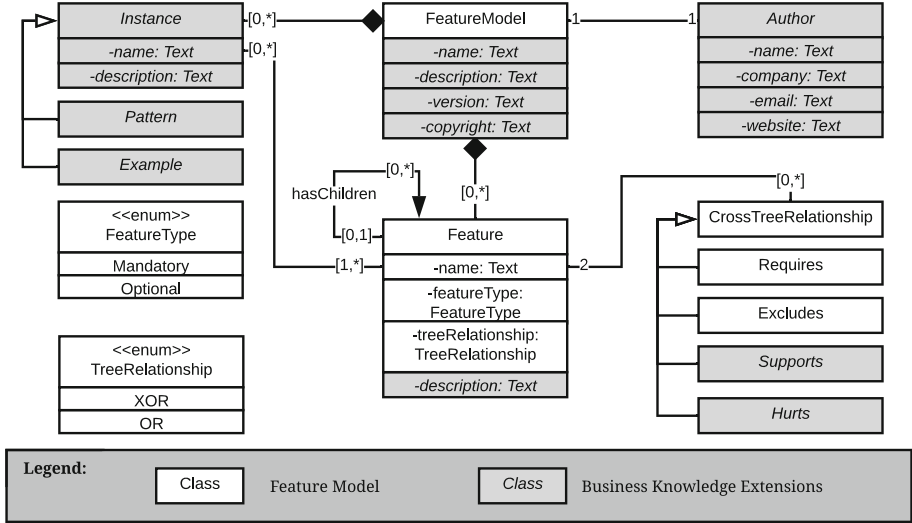 Instance
-name: Text
-description: Text
Pattern
Example
<<enum>>
FeatureType
Mandatory
Optional
<<enum>>
TreeRelationship
XOR
OR
[0,*]
[0,*]
FeatureModel
-name: Text
-description: Text
-version: Text
-copyright: Text
1
1
Author
-name: Text
-company: Text
-email: Text
-website: Text
hasChildren
[0,*]
[0,1]
[0,*]
[1,*]
Feature
-name: Text
-featureType:
FeatureType
-treeRelationship:
TreeRelationship
-description: Text
2
[0,*]
CrossTreeRelationship
Requires
Excludes
Supports
Hurts
Legend:
Class
Feature Model
Class
Business Knowledge Extensions